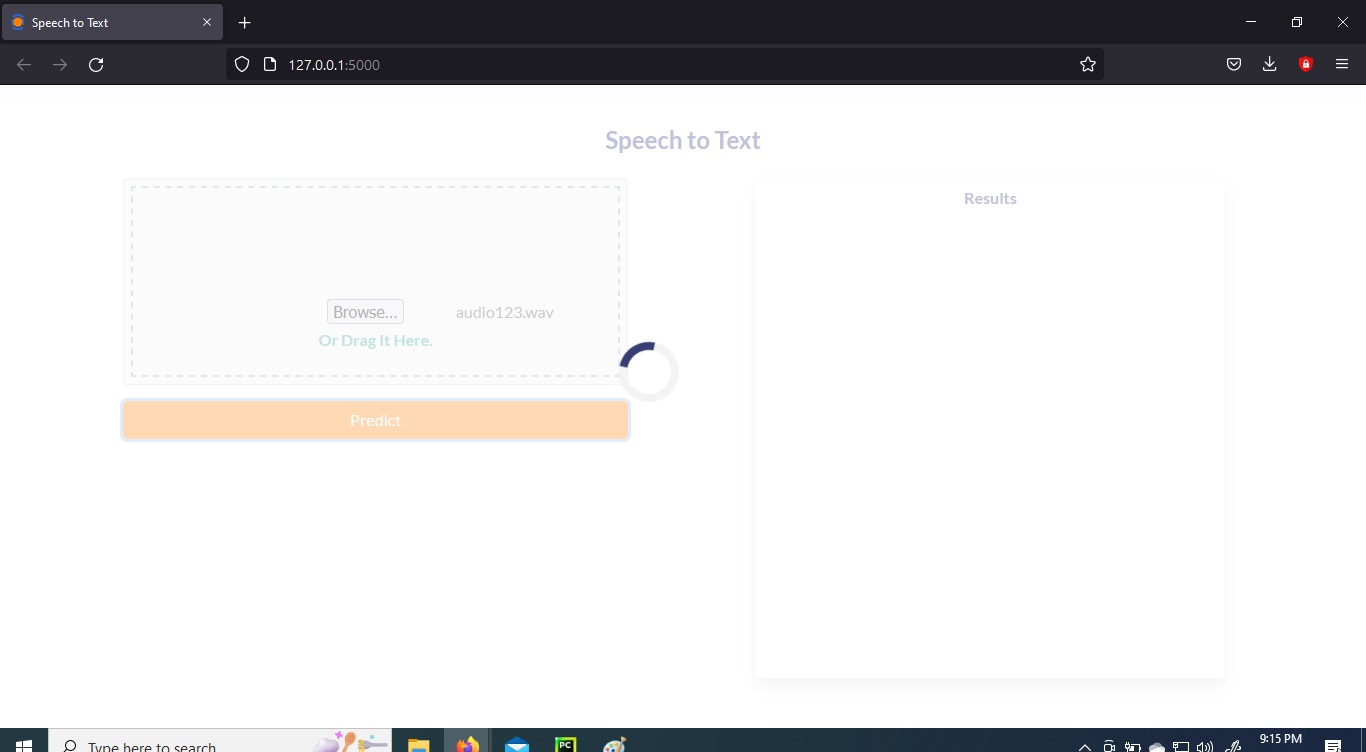 Speech to Text
127.0.0.1:5000
Speech to Text
Results
Browse...
audio123.wav
Or Drag It Here.
Predict
Type here to search
PC
9:15 PM